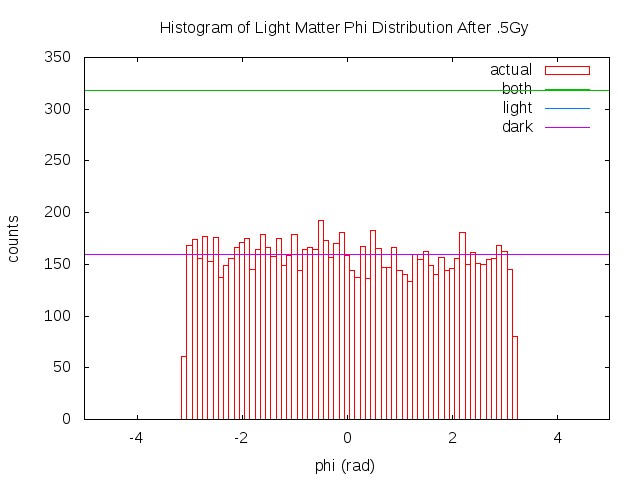 Histogram of Light Matter Phi Distribution After .5Gy
350
300
250
200
150
100
50
0
counts
actual
both
light
dark
-4 -2 0 2 4
phi (rad)